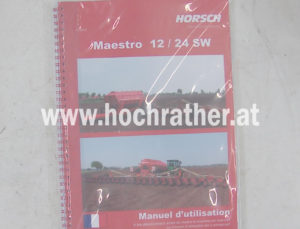 HORSCH
Maestro 12 / 24 SW
www.hochrather.at
Manuel d'utilisation